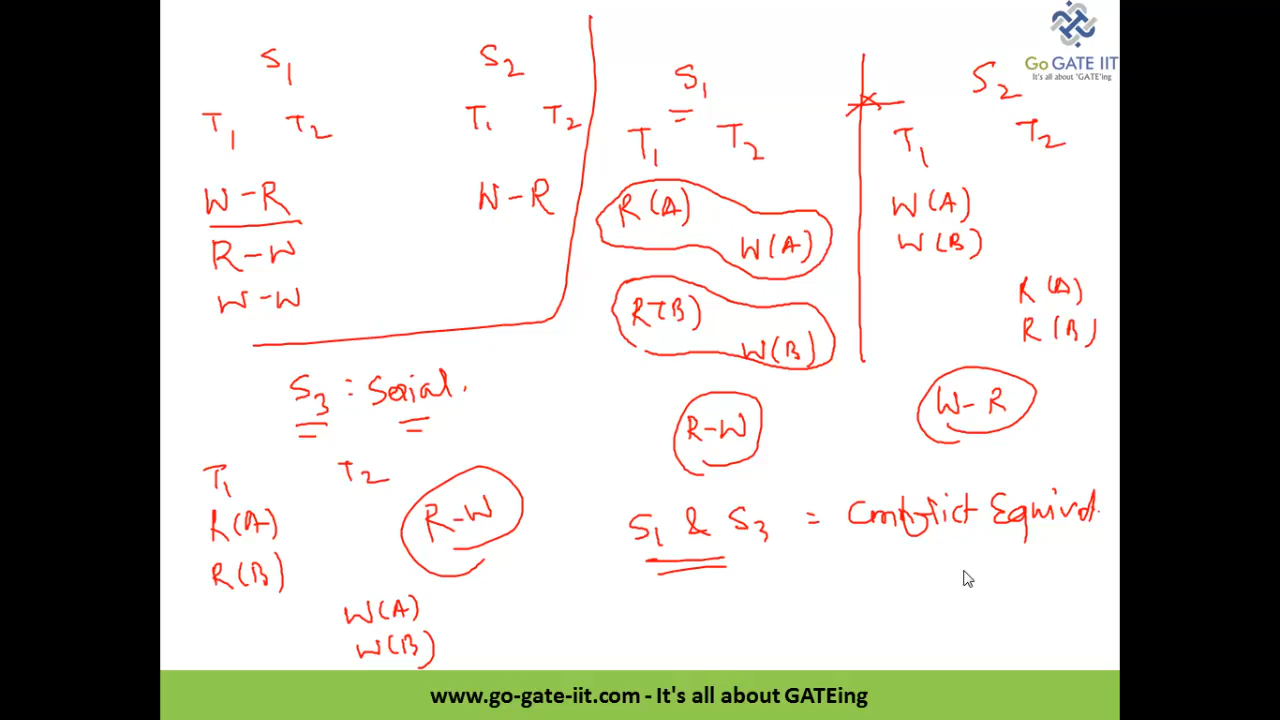 Go GATE IIT
It's all about 'GATE'ing
S1 S2
T1 T2 T1 T2
W-R W-R
R-W
W-W
S1
T1 T2
R(A)
W(A)
R(B)
W(B)
R-W
S2
T1 T2
W(A)
W(B)
R(A)
R(B)
W-R
S3 : Serial.
T1 T2
R(A)
R(B)
W(A)
W(B)
R-W
S1 & S3 = Conflict Equival.
www.go-gate-iit.com - It's all about GATEing